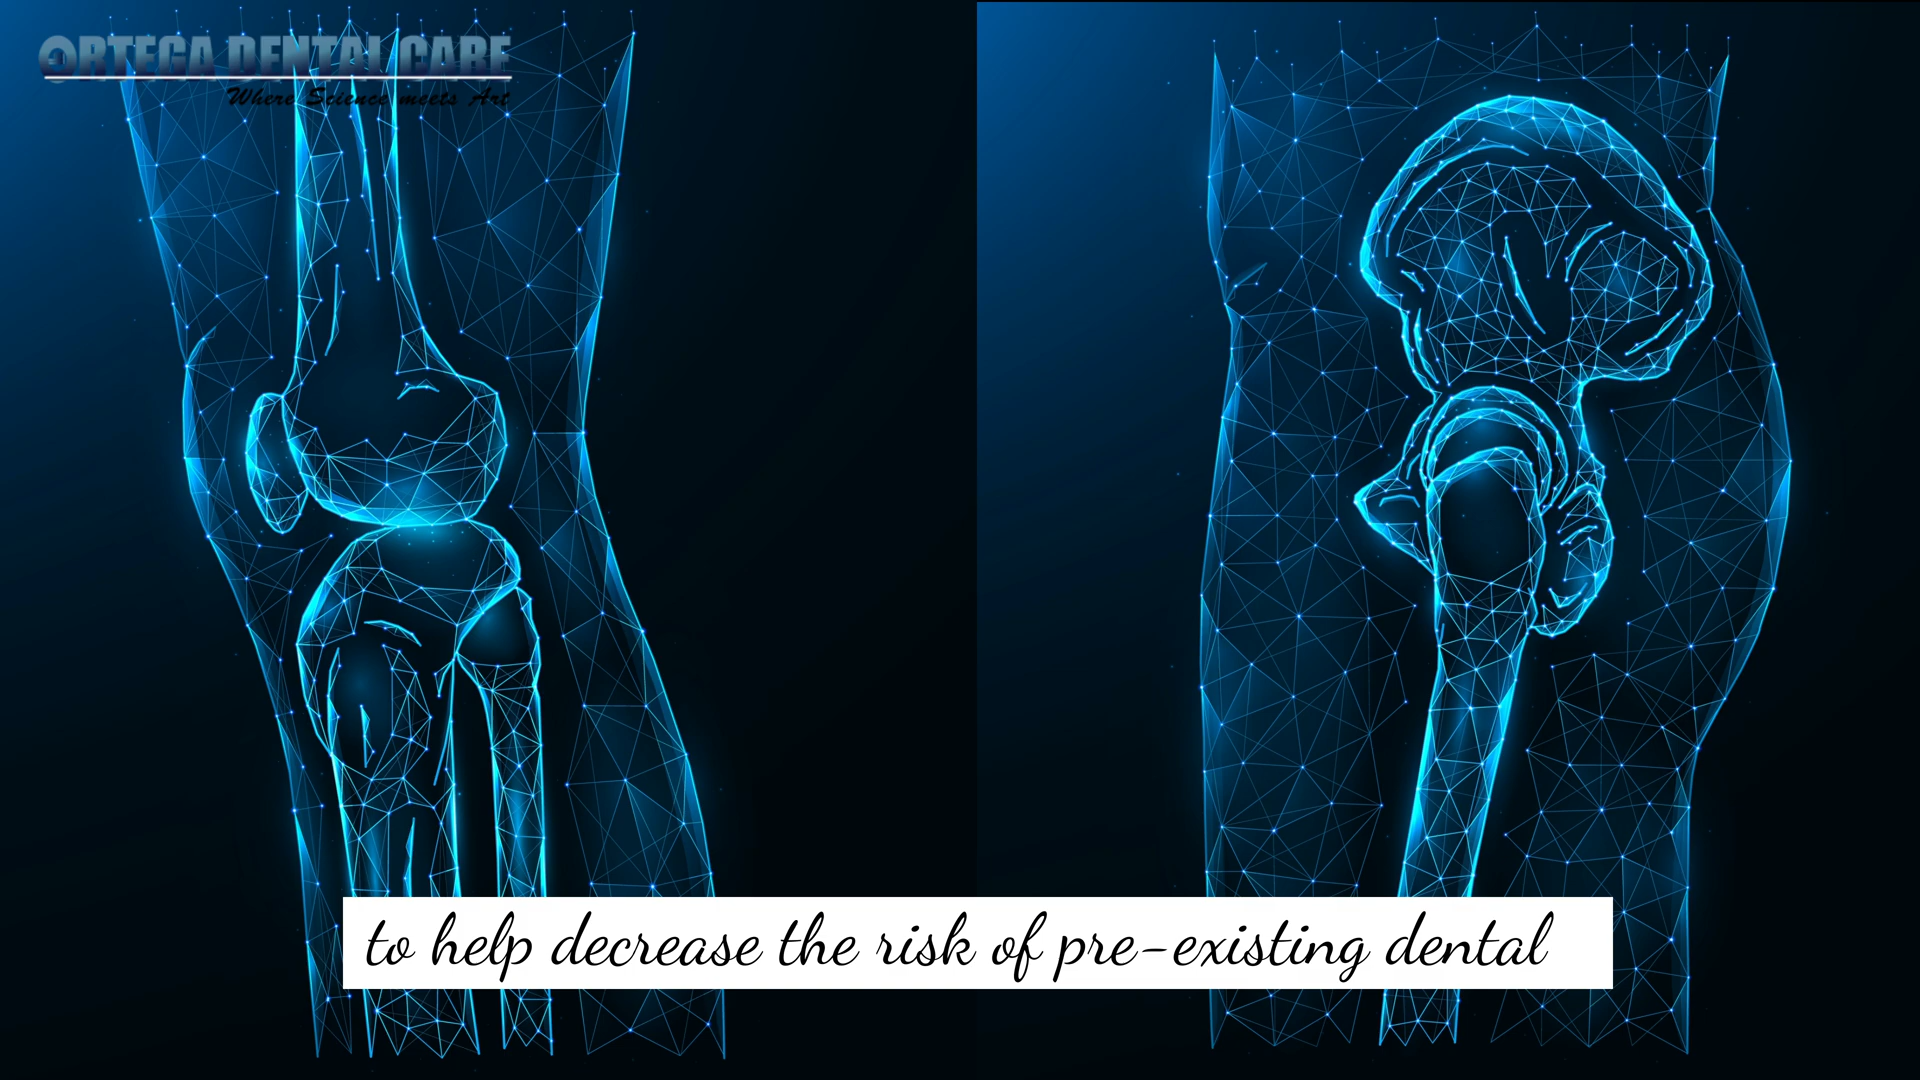 ORTEGA DENTAL CARE
Where Science meets Art
to help decrease the risk of pre-existing dental